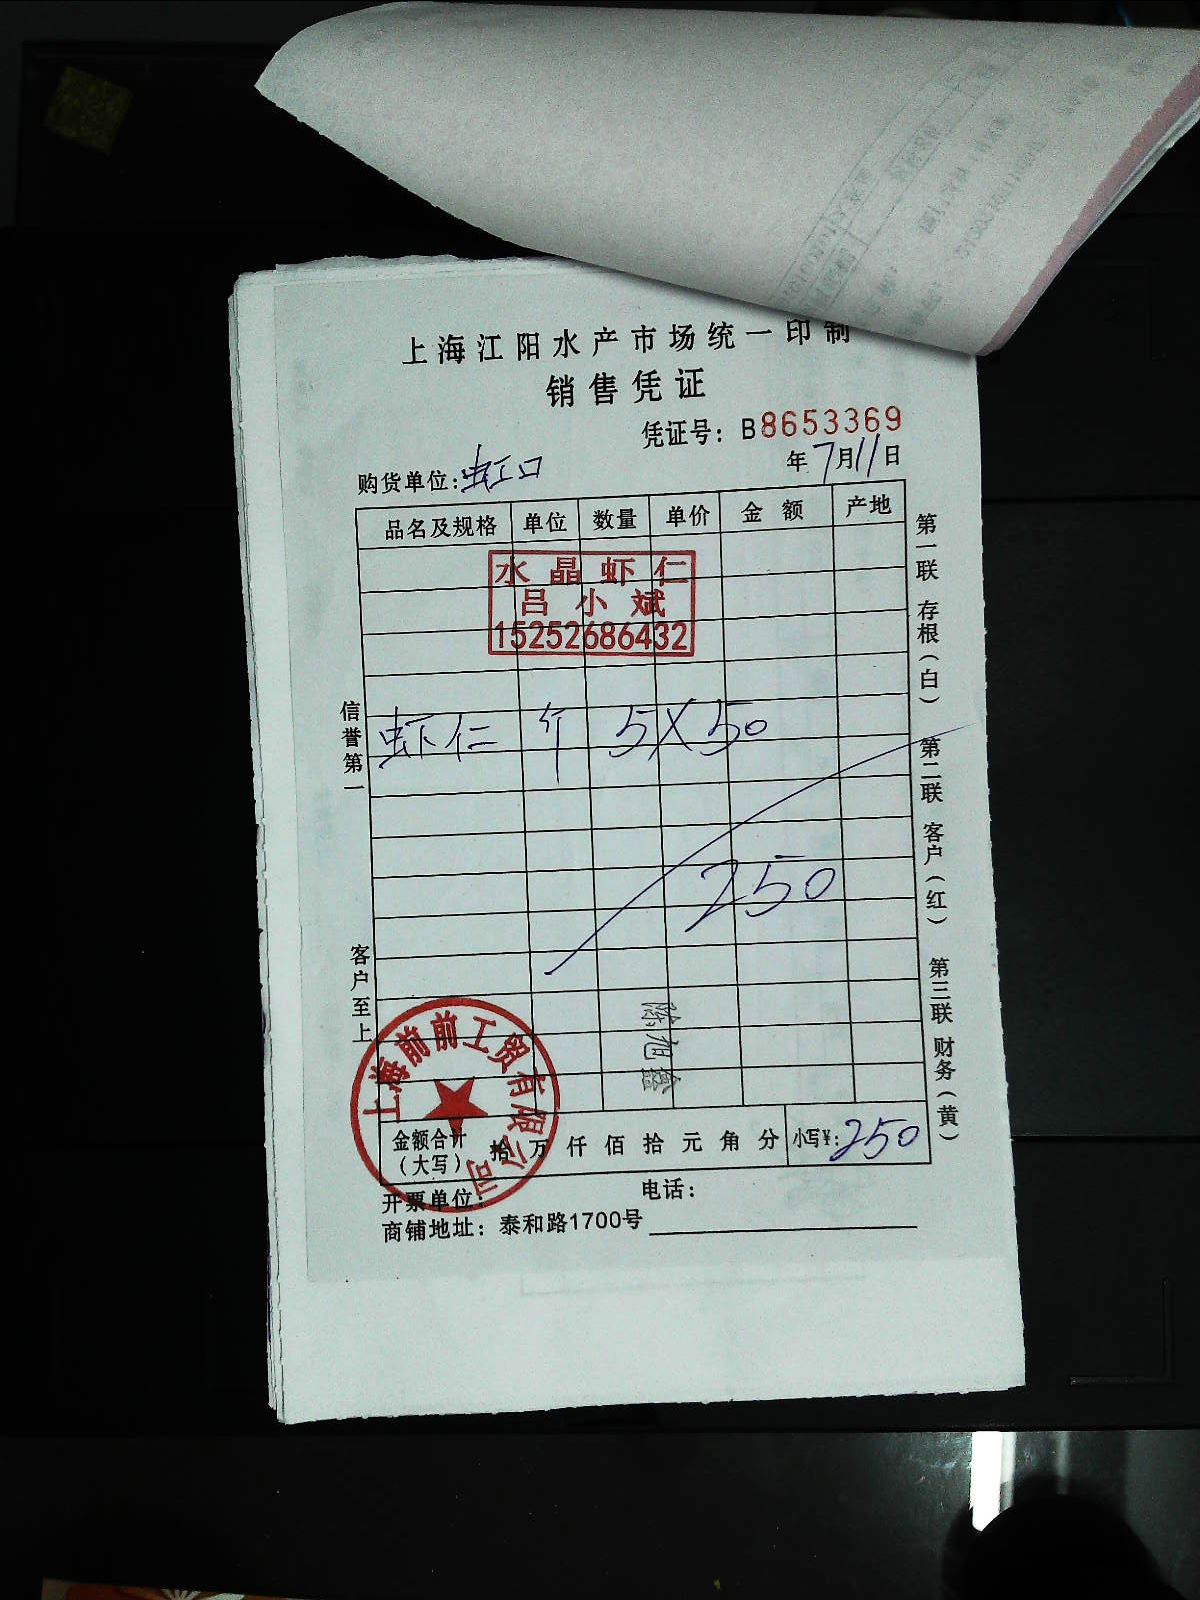 上海江阳水产市场统一印制
销售凭证
凭证号：B8653369
购货单位：虹口 年7月11日
品名及规格 单位 数量 单价 金额 产地
水晶虾仁
吕小斌
15252686432
虾仁 斤 5X50
250
徐旭鑫
金额合计（大写） 拾 万 仟 佰 拾 元 角 分 小写¥：250
开票单位： 电话：
商铺地址：泰和路1700号
上海前前工贸有限公司
信誉第一 客户至上
第一联 存根（白） 第二联 客户（红） 第三联 财务（黄）